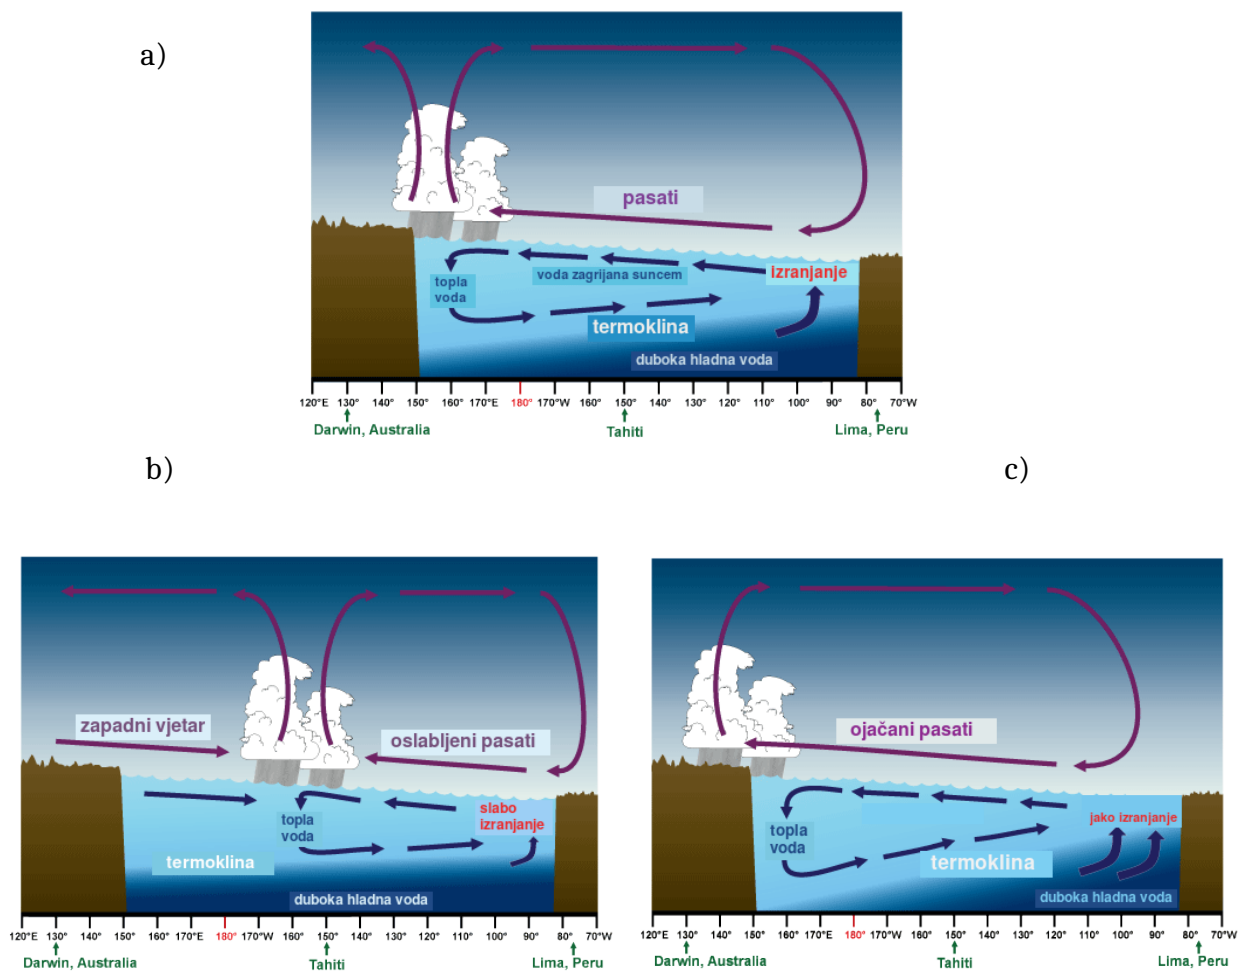 a)
pasati
izranjanje
voda zagrijana suncem
topla
voda
termoklina
duboka hladna voda
120°E 130° 150° 160° 170°E 180° 170°W 160° 150° 140° 130° 120° 110° 100° 90° 80° 70°W
Darwin, Australia Tahiti Lima, Peru
b)
c)
zapadni vjetar
oslabljeni pasati
slabo
izranjanje
topla
voda
termoklina
duboka hladna voda
120°E 130° 140° 150° 160° 170°E 180° 170°W 160° 150° 140° 130° 120° 110° 100° 90° 80° 70°W
Darwin, Australia Tahiti Lima, Peru
ojačani pasati
jako izranjanje
topla
voda
termoklina
duboka hladna voda
120°E 130° 140° 150° 160° 170°E 180° 170°W 160° 150° 140° 130° 120° 110° 100° 90° 80° 70°W
Darwin, Australia Tahiti Lima, Peru